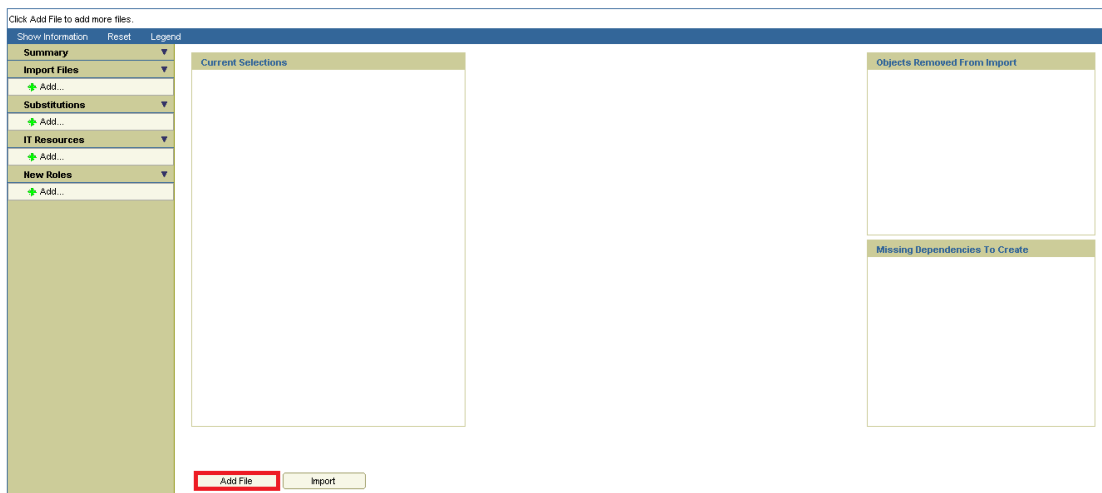 Click Add File to add more files.
Show Information Reset Legend
Summary
Import Files
Add...
Substitutions
Add...
IT Resources
Add...
New Roles
Add...
Current Selections
Objects Removed From Import
Missing Dependencies To Create
Add File Import